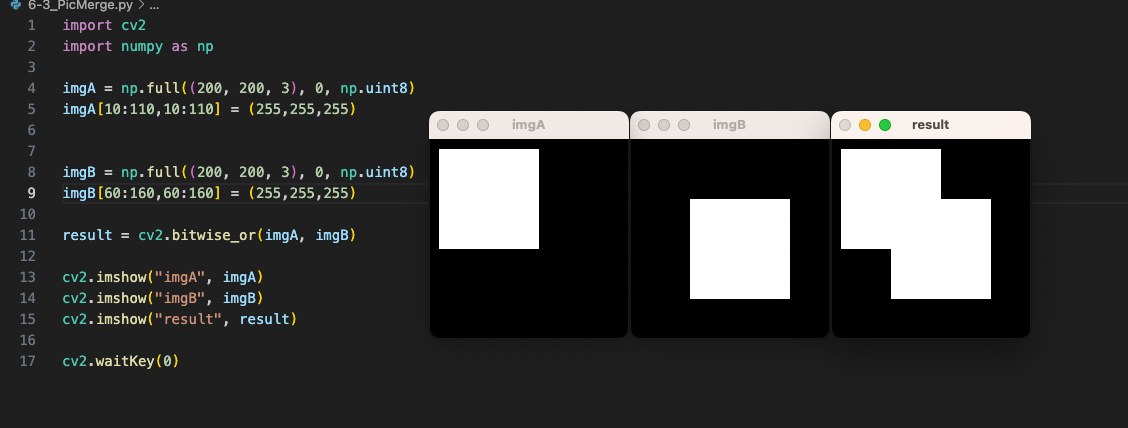 6-3_PicMerge.py > ...
1 import cv2
2 import numpy as np
3
4 imgA = np.full((200, 200, 3), 0, np.uint8)
5 imgA[10:110,10:110] = (255,255,255)
6
7
8 imgB = np.full((200, 200, 3), 0, np.uint8)
9 imgB[60:160,60:160] = (255,255,255)
10
11 result = cv2.bitwise_or(imgA, imgB)
12
13 cv2.imshow("imgA", imgA)
14 cv2.imshow("imgB", imgB)
15 cv2.imshow("result", result)
16
17 cv2.waitKey(0)
imgA
imgB
result